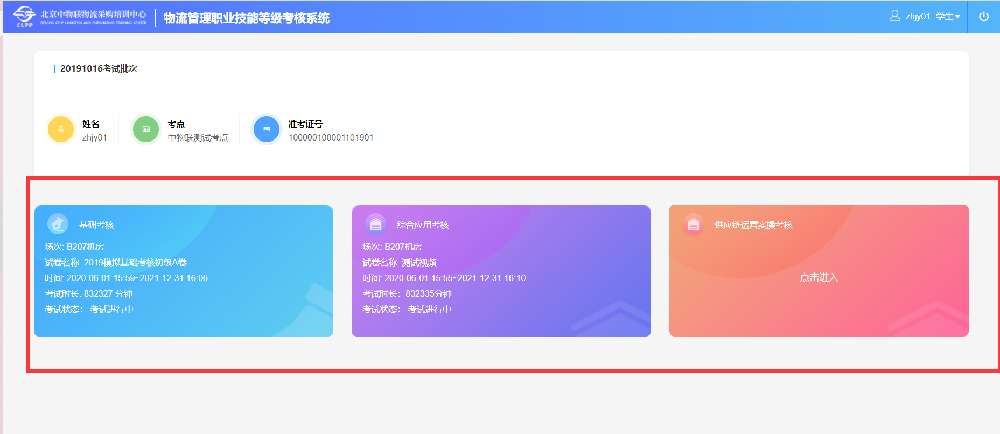 北京中物联物流采购培训中心
BEIJING CFLP LOGISTICS AND PURCHASING TRAINING CENTER
CLPP
物流管理职业技能等级考核系统
zhjy01 学生
20191016考试批次
姓名
zhjy01
考点
中物联测试考点
准考证号
100000100001101901
基础考核
场次: B207机房
试卷名称: 2019模拟基础考核初级A卷
时间: 2020-06-01 15:59~2021-12-31 16:06
考试时长: 832327 分钟
考试状态： 考试进行中
综合应用考核
场次: B207机房
试卷名称: 测试视频
时间: 2020-06-01 15:55~2021-12-31 16:10
考试时长：832335分钟
考试状态： 考试进行中
供应链运营实操考核
点击进入